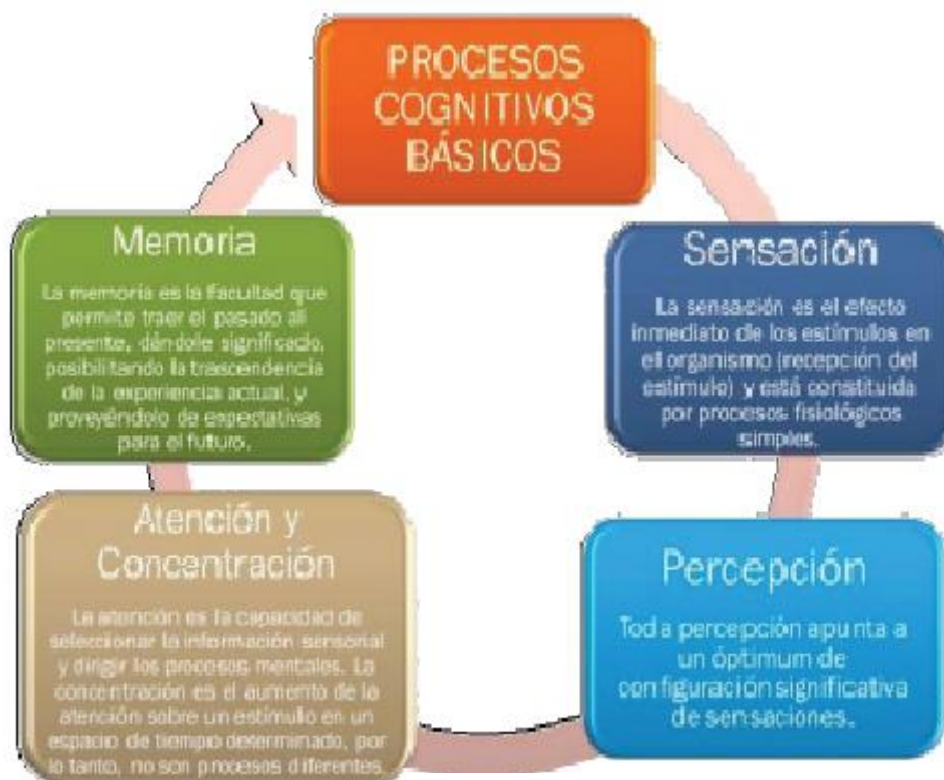 PROCESOS
COGNITIVOS
BÁSICOS
Sensación
La sensación es el efecto
inmediato de los estímulos en
el organismo (recepción del
estímulo) y está constituida
por procesos fisiológicos
simples.
Percepción
Toda percepción apunta a
un óptimum de
configuración significativa
de sensaciones.
Atención y
Concentración
La atención es la capacidad de
seleccionar la información sensorial
y dirigir los procesos mentales. La
concentración es el aumento de la
atención sobre un estímulo en un
espacio de tiempo determinado, por
lo tanto, no son procesos diferentes.
Memoria
La memoria es la facultad que
permite traer el pasado al
presente, dándole significado,
posibilitando la trascendencia
de la experiencia actual, y
proveyéndolo de expectativas
para el futuro.